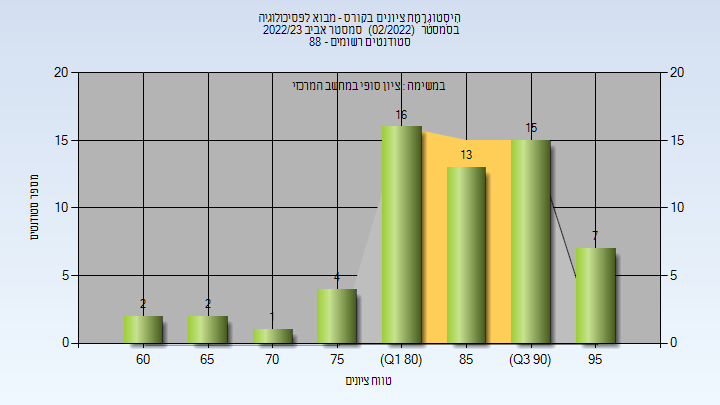 היסטוגרמת ציונים בקורס - מבוא לפסיכולוגיה
בסמסטר (02/2022) סמסטר אביב 2022/23
סטודנטים רשומים - 88
במשימה : ציון סופי במחשב המרכזי
20 20
15 15
10 10
5 5
0 0
2 2 1 4 16 13 15 7
60 65 70 75 (Q1 80) 85 (Q3 90) 95
מספר סטודנטים
טווח ציונים